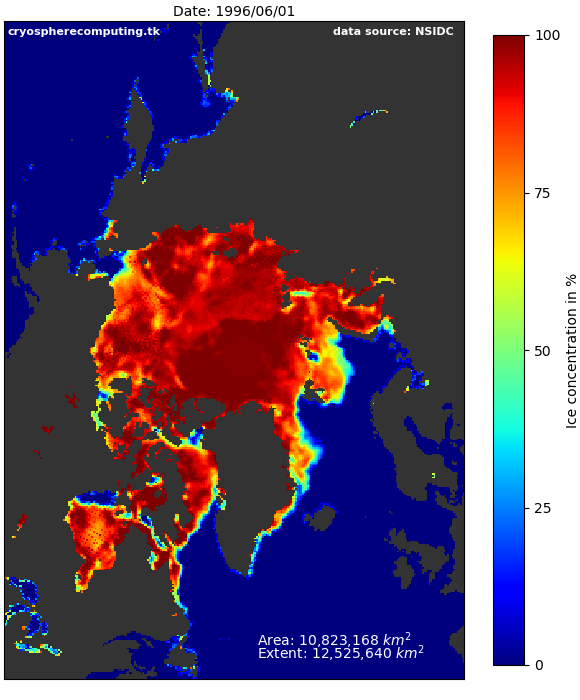 Date: 1996/06/01
cryospherecomputing.tk data source: NSIDC
100
75
50
25
0
Ice concentration in %
Area: 10,823,168 km²
Extent: 12,525,640 km²